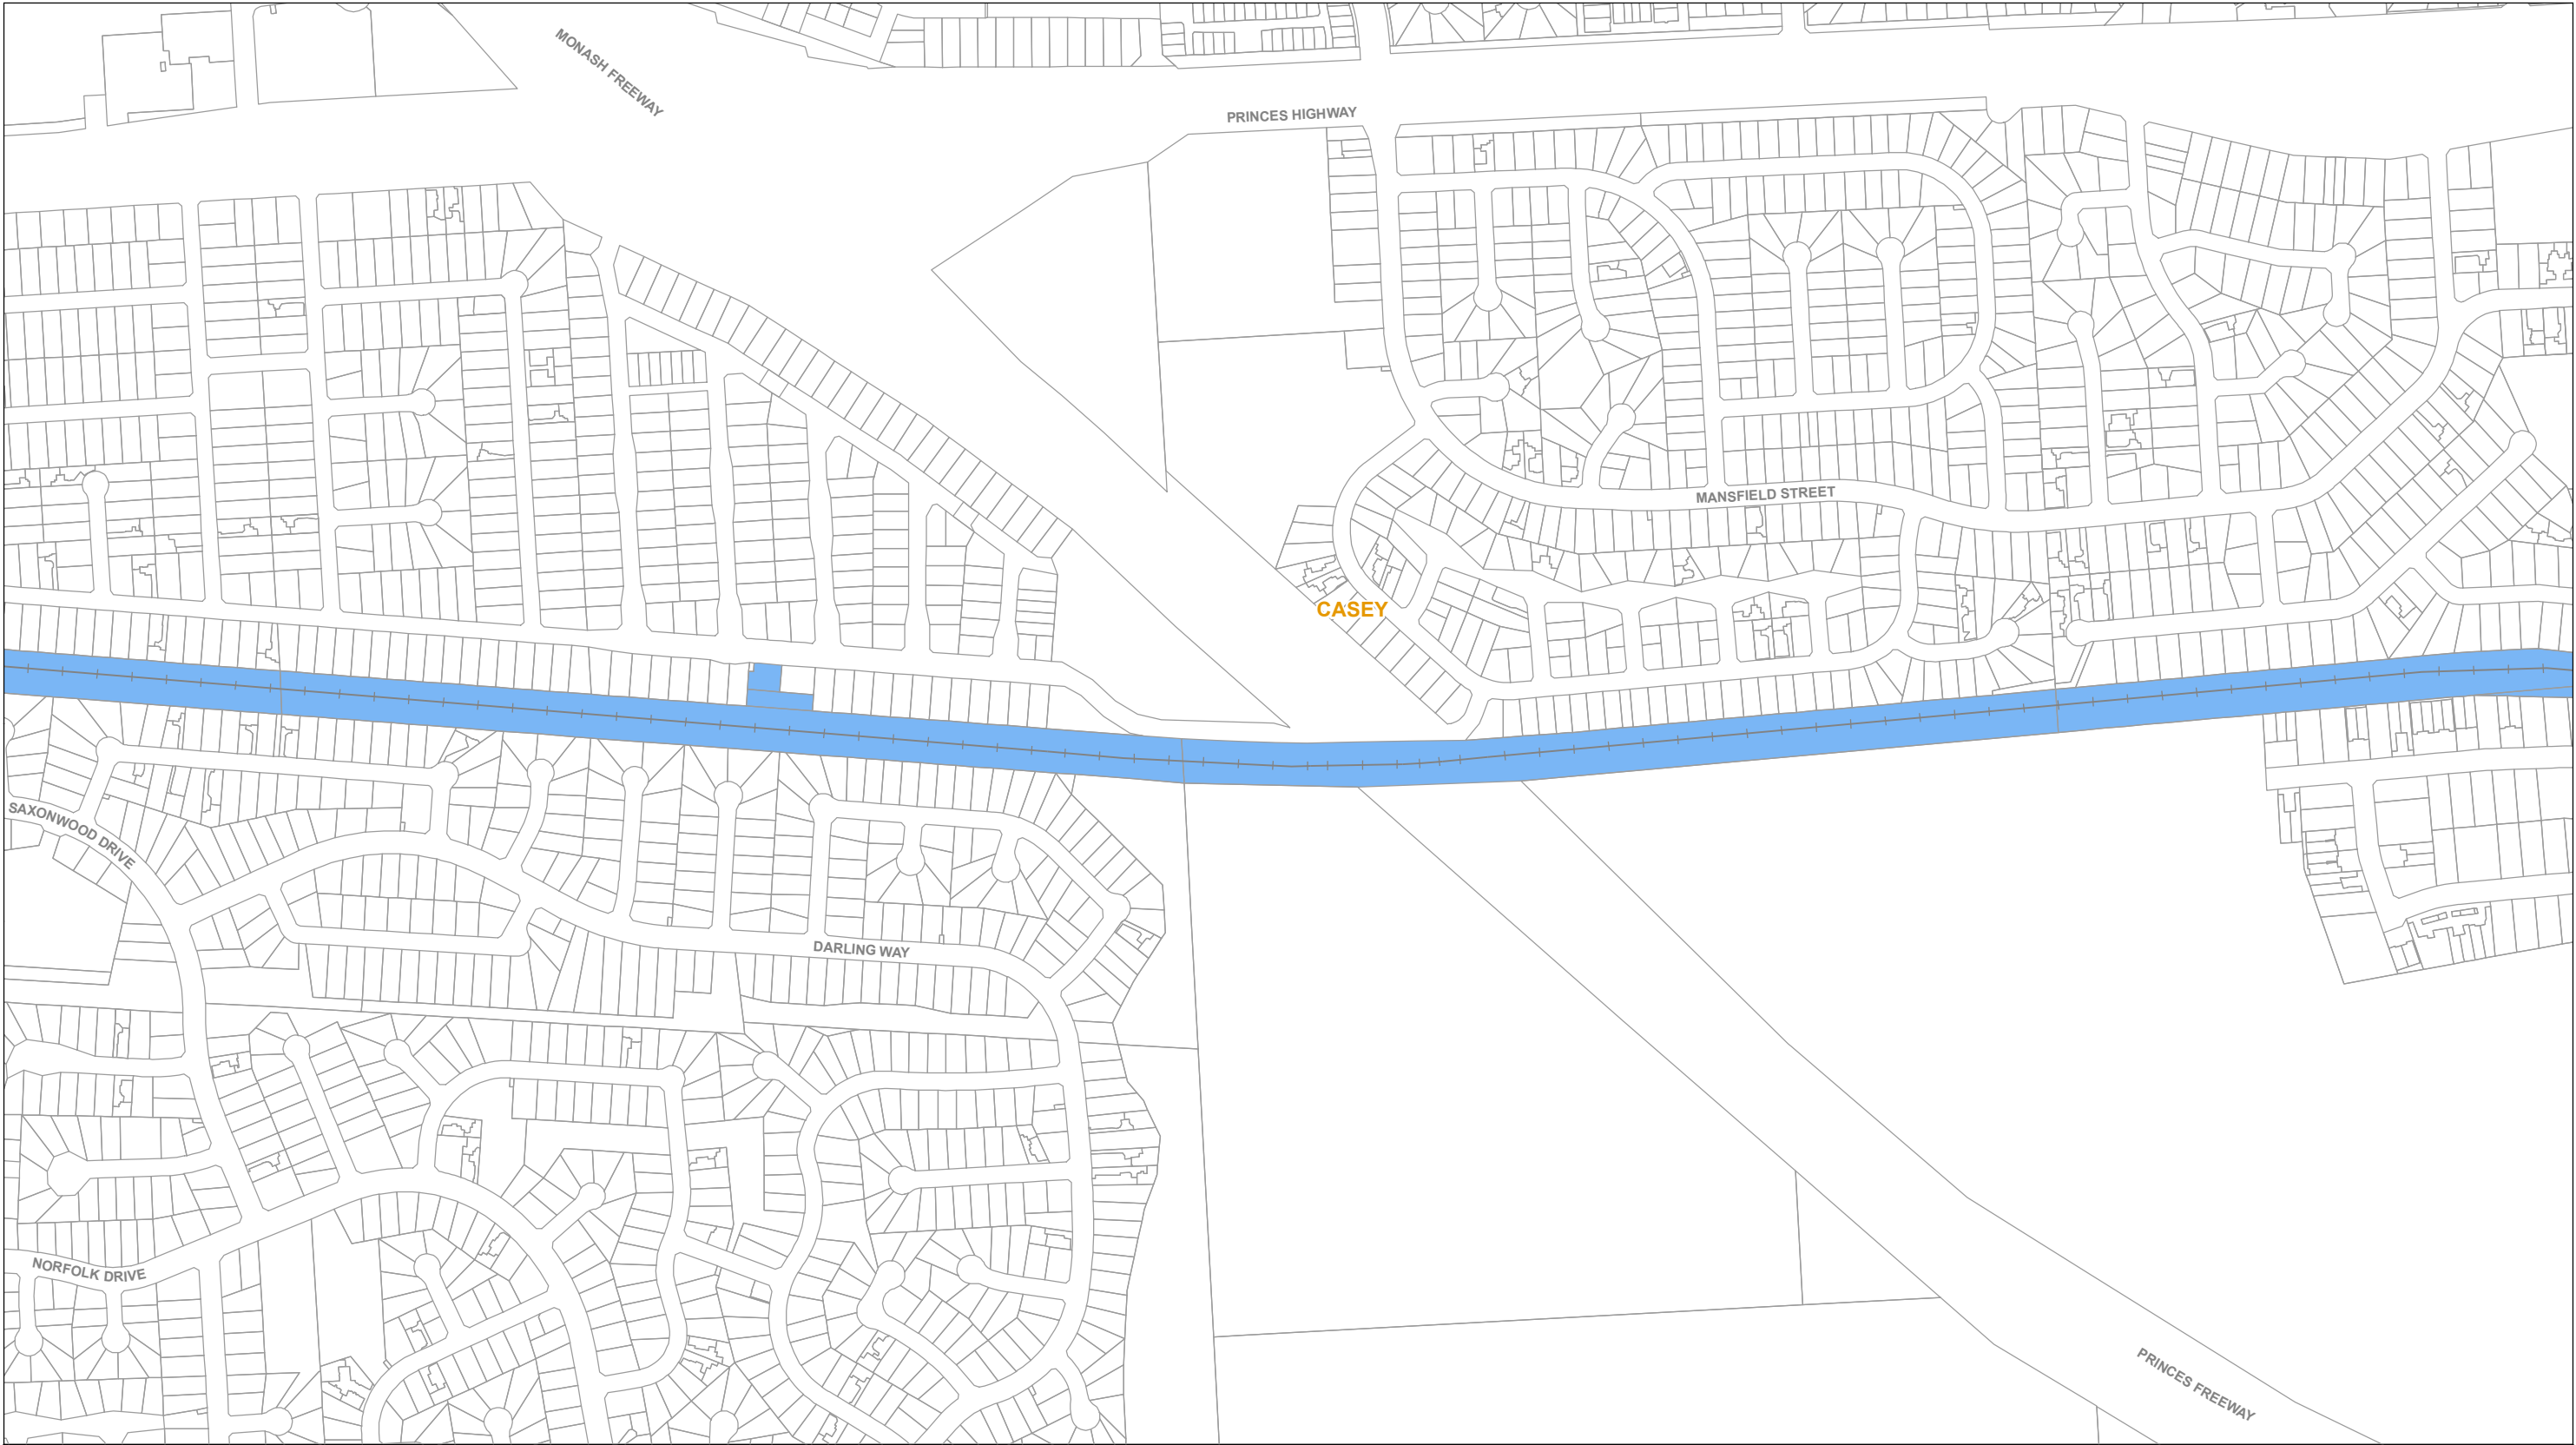 MONASH FREEWAY
PRINCES HIGHWAY
MANSFIELD STREET
CASEY
SAXONWOOD DRIVE
DARLING WAY
NORFOLK DRIVE
PRINCES FREEWAY